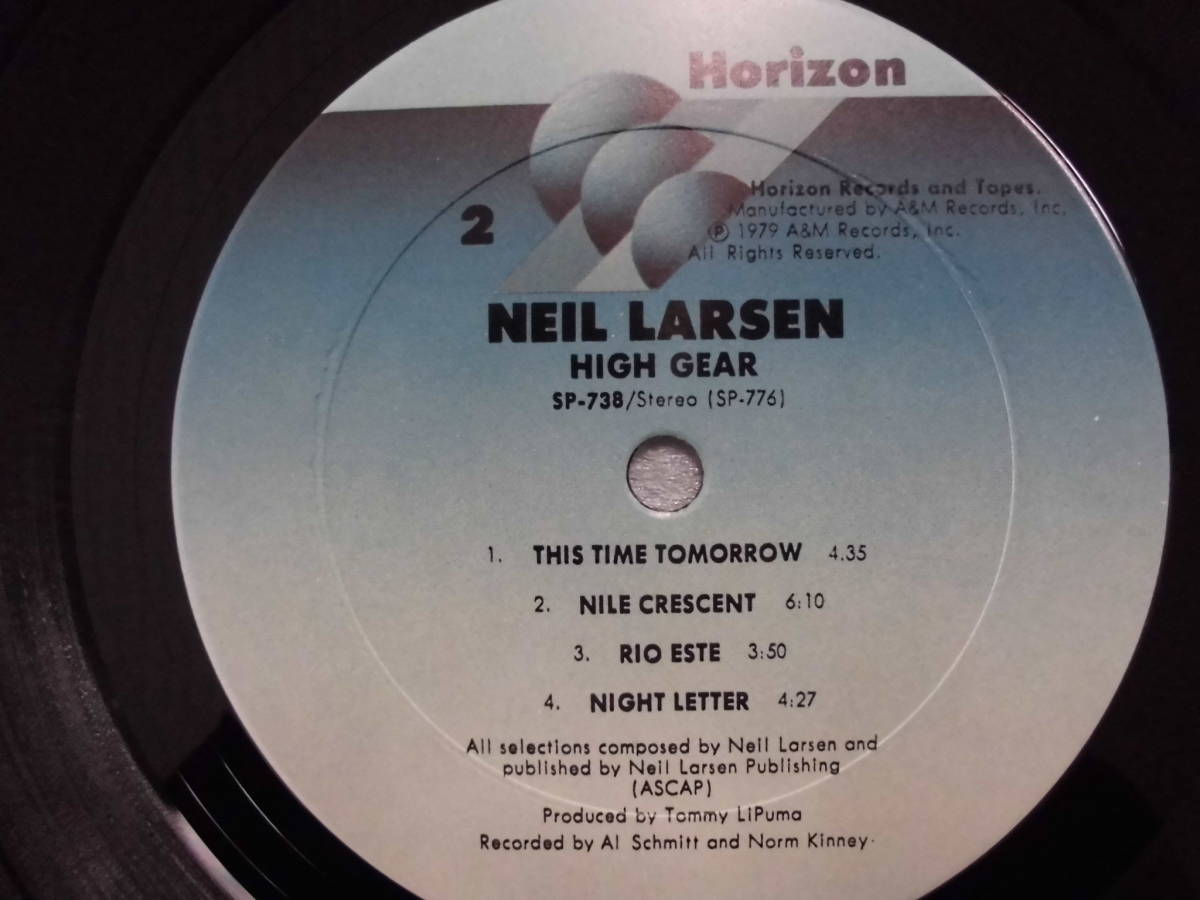 Horizon
2
Horizon Records and Tapes.
Manufactured by A&M Records, Inc.
℗ 1979 A&M Records, Inc.
All Rights Reserved.
NEIL LARSEN
HIGH GEAR
SP-738/Stereo (SP-776)
1. THIS TIME TOMORROW 4.35
2. NILE CRESCENT 6:10
3. RIO ESTE 3:50
4. NIGHT LETTER 4:27
All selections composed by Neil Larsen and
published by Neil Larsen Publishing
(ASCAP)
Produced by Tommy LiPuma
Recorded by Al Schmitt and Norm Kinney.